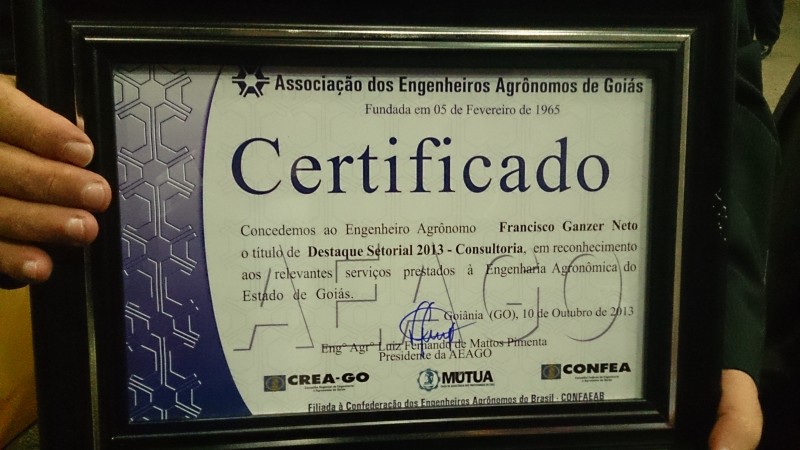 Associação dos Engenheiros Agrônomos de Goiás
Fundada em 05 de Fevereiro de 1965
Certificado
Concedemos ao Engenheiro Agrônomo Francisco Ganzer Neto
o título de Destaque Setorial 2013 - Consultoria, em reconhecimento
aos relevantes serviços prestados à Engenharia Agronômica do
Estado de Goiás.
AEAGO
Goiânia (GO), 10 de Outubro de 2013
Engº Agrº Luiz Fernando de Mattos Pimenta
Presidente da AEAGO
CREA-GO
MÚTUA
CONFEA
Filiada à Confederação dos Engenheiros Agrônomos do Brasil - CONFAEAB